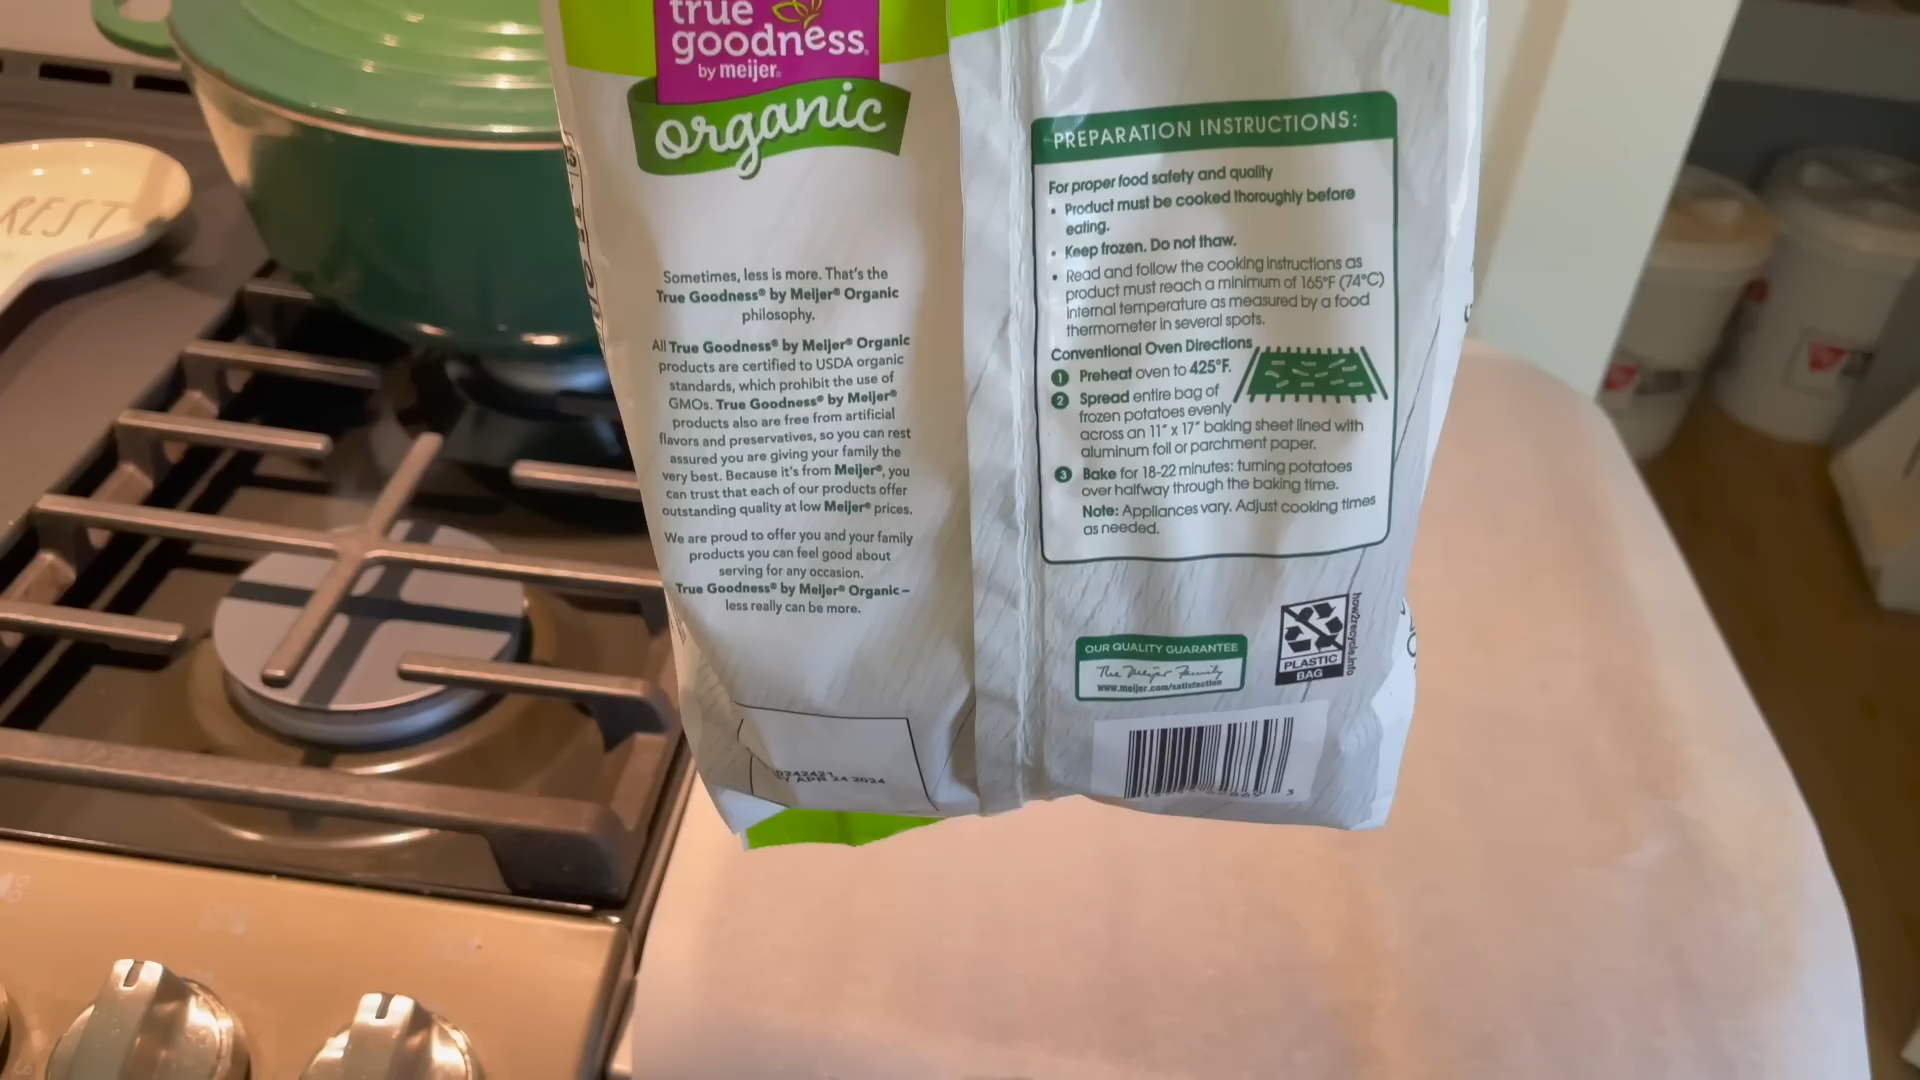 REST
true
goodness
by meijer
organic
Sometimes, less is more. That's the
True Goodness® by Meijer® Organic
philosophy.
All True Goodness® by Meijer® Organic
products are certified to USDA organic
standards, which prohibit the use of
GMOs. True Goodness® by Meijer®
products also are free from artificial
flavors and preservatives, so you can rest
assured you are giving your family the
very best. Because it's from Meijer®, you
can trust that each of our products offer
outstanding quality at low Meijer® prices.
We are proud to offer you and your family
products you can feel good about
serving for any occasion.
True Goodness® by Meijer® Organic –
less really can be more.
APR 24 2024
PREPARATION INSTRUCTIONS:
For proper food safety and quality
• Product must be cooked thoroughly before
eating.
• Keep frozen. Do not thaw.
• Read and follow the cooking instructions as
product must reach a minimum of 165°F (74°C)
internal temperature as measured by a food
thermometer in several spots.
Conventional Oven Directions
1 Preheat oven to 425°F.
2 Spread entire bag of
frozen potatoes evenly
across an 11" x 17" baking sheet lined with
aluminum foil or parchment paper.
3 Bake for 18-22 minutes: turning potatoes
over halfway through the baking time.
Note: Appliances vary. Adjust cooking times
as needed.
OUR QUALITY GUARANTEE
The Meijer Family
www.meijer.com/satisfaction
PLASTIC
BAG
how2recycle.info